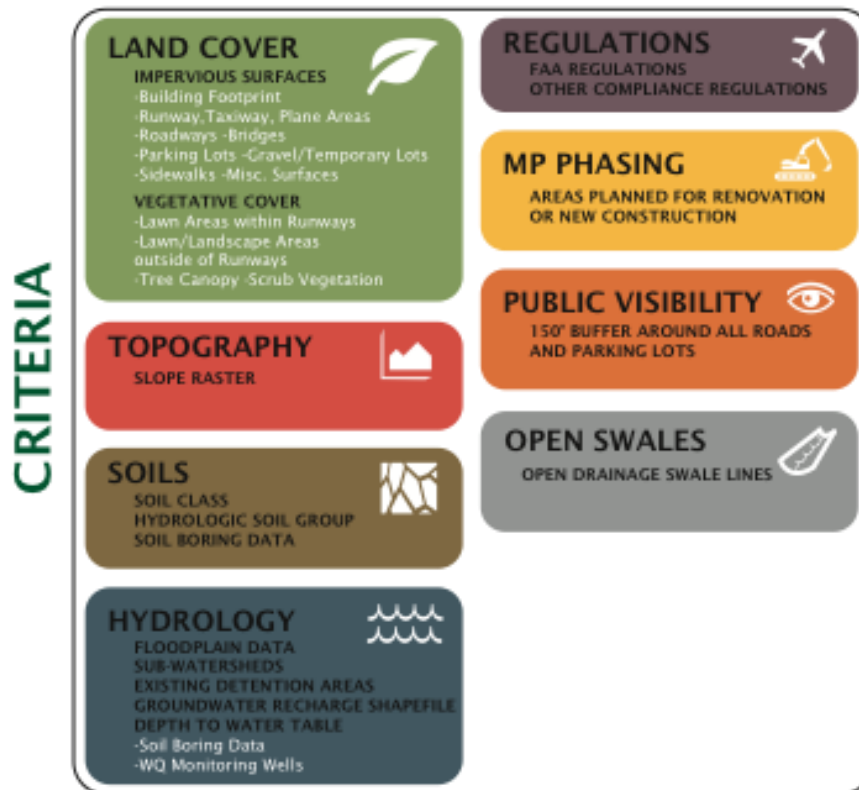 CRITERIA
LAND COVER
IMPERVIOUS SURFACES
-Building Footprint
-Runway,Taxiway, Plane Areas
-Roadways -Bridges
-Parking Lots -Gravel/Temporary Lots
-Sidewalks -Misc. Surfaces
VEGETATIVE COVER
-Lawn Areas within Runways
-Lawn/Landscape Areas
outside of Runways
-Tree Canopy -Scrub Vegetation
TOPOGRAPHY
SLOPE RASTER
SOILS
SOIL CLASS
HYDROLOGIC SOIL GROUP
SOIL BORING DATA
HYDROLOGY
FLOODPLAIN DATA
SUB-WATERSHEDS
EXISTING DETENTION AREAS
GROUNDWATER RECHARGE SHAPEFILE
DEPTH TO WATER TABLE
-Soil Boring Data
-WQ Monitoring Wells
REGULATIONS
FAA REGULATIONS
OTHER COMPLIANCE REGULATIONS
MP PHASING
AREAS PLANNED FOR RENOVATION
OR NEW CONSTRUCTION
PUBLIC VISIBILITY
150' BUFFER AROUND ALL ROADS
AND PARKING LOTS
OPEN SWALES
OPEN DRAINAGE SWALE LINES